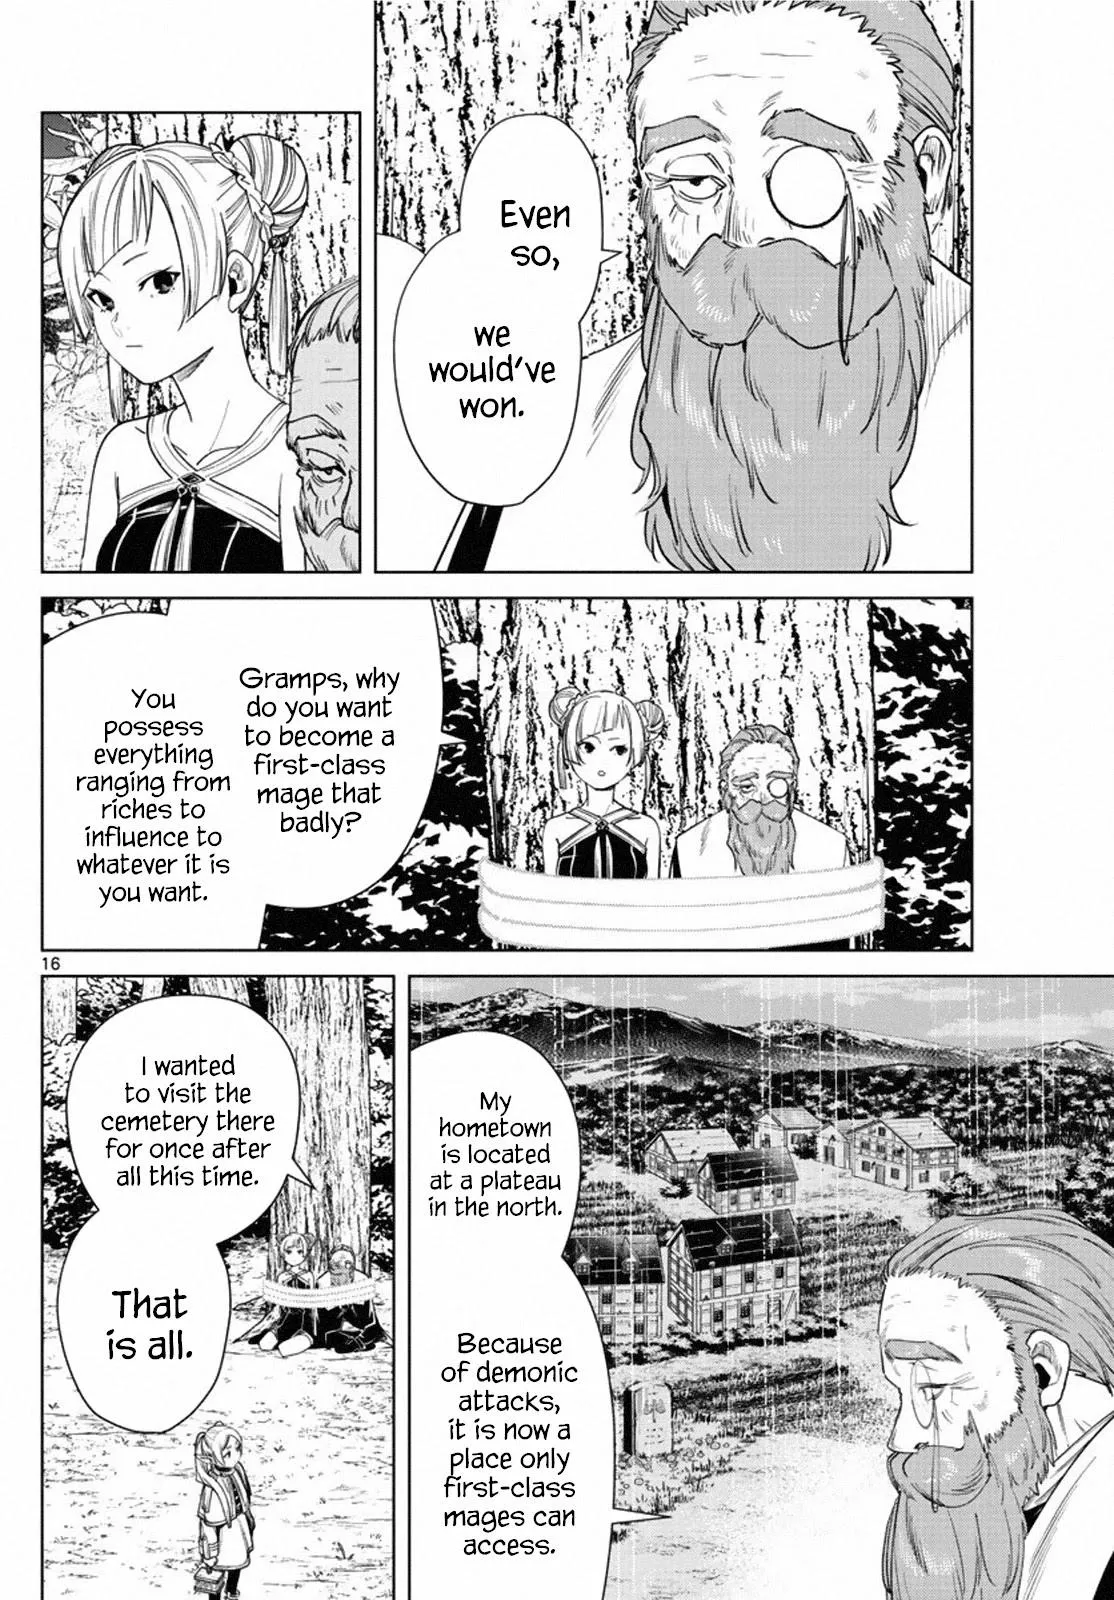 Even
so,
we
would've
won.
Gramps, why
do you want
to become a
first-class
mage that
badly?
You
possess
everything
ranging from
riches to
influence to
whatever it is
you want.
16
My
hometown
is located
at a plateau
in the north.
Because
of demonic
attacks,
it is now a
place only
first-class
mages can
access.
I wanted
to visit the
cemetery there
for once after
all this time.
That
is all.